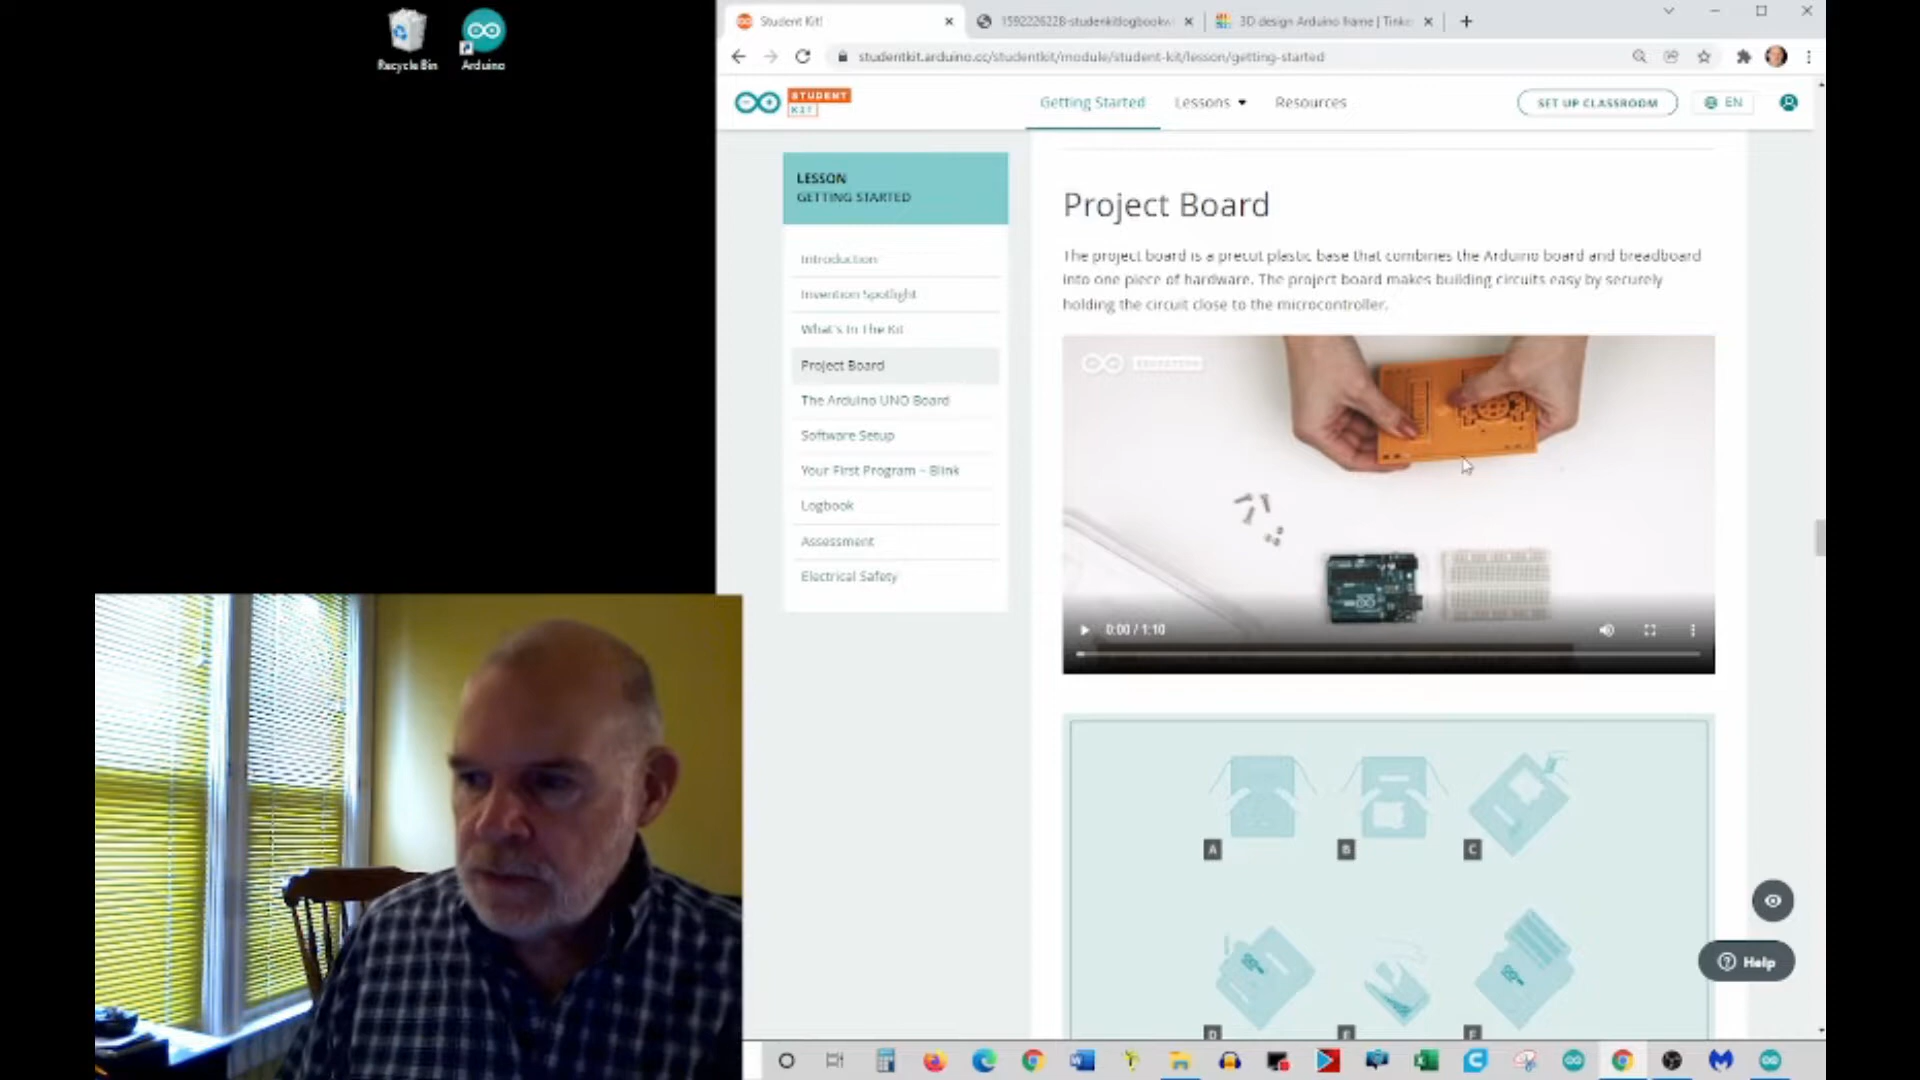 Recycle Bin
Arduino
Student Kit!
1592226228-studenkitlogbookw
3D design Arduino frame | Tinke
studentkit.arduino.cc/studentkit/module/student-kit/lesson/getting-started
STUDENT
KIT
Getting Started
Lessons
Resources
SET UP CLASSROOM
EN
LESSON
GETTING STARTED
Introduction
Invention Spotlight
What's In The Kit
Project Board
The Arduino UNO Board
Software Setup
Your First Program – Blink
Logbook
Assessment
Electrical Safety
Project Board
The project board is a precut plastic base that combines the Arduino board and breadboard
into one piece of hardware. The project board makes building circuits easy by securely
holding the circuit close to the microcontroller.
EDUCATION
0:00 / 1:10
A
B
C
D
E
F
Help